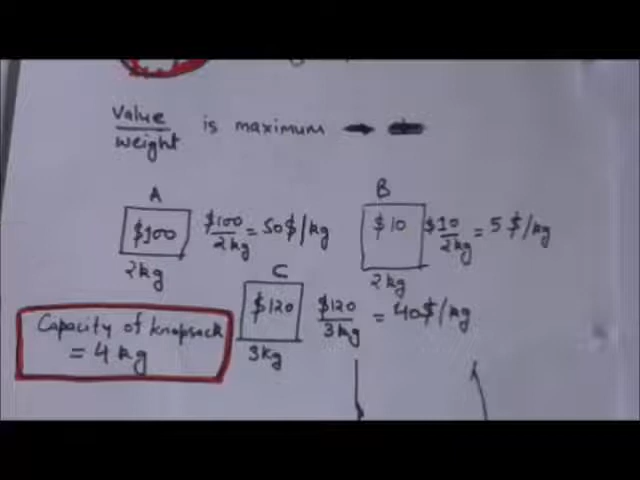 Value
weight is maximum
A
$100 $100/2kg = 50$/kg
2kg
B
$10 $10/2kg = 5$/kg
2kg
C
$120 $120/3kg = 40$/kg
3kg
Capacity of knapsack
= 4 kg